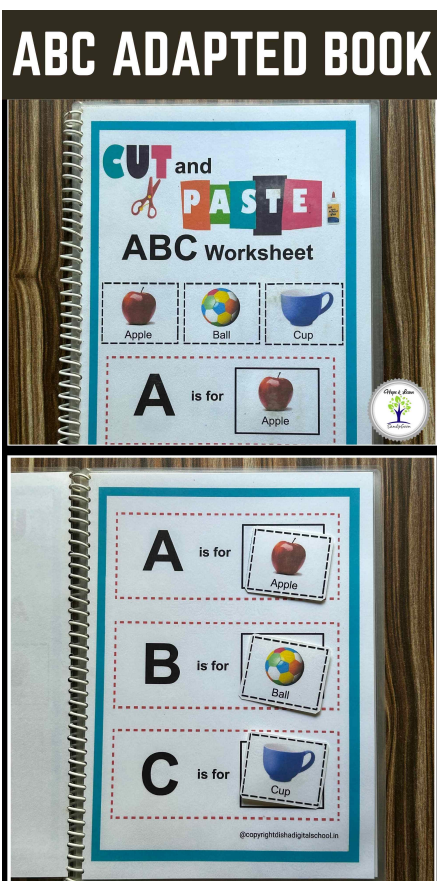 ABC ADAPTED BOOK
CUT and
PASTE
ABC Worksheet
Apple Ball Cup
A is for
Apple
A is for
Apple
B is for
Ball
C is for
Cup
@copyrightdishadigitalschool.in